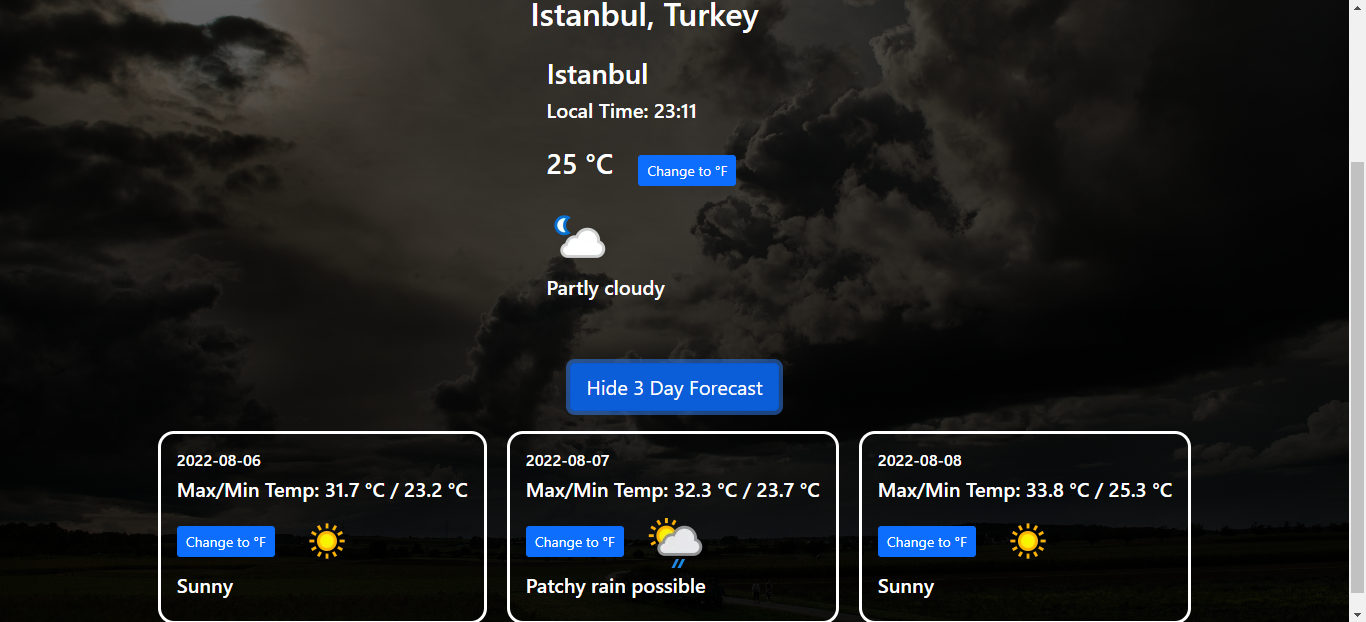 Istanbul, Turkey
Istanbul
Local Time: 23:11
25 °C
Change to °F
Partly cloudy
Hide 3 Day Forecast
2022-08-06
Max/Min Temp: 31.7 °C / 23.2 °C
Change to °F
Sunny
2022-08-07
Max/Min Temp: 32.3 °C / 23.7 °C
Change to °F
Patchy rain possible
2022-08-08
Max/Min Temp: 33.8 °C / 25.3 °C
Change to °F
Sunny